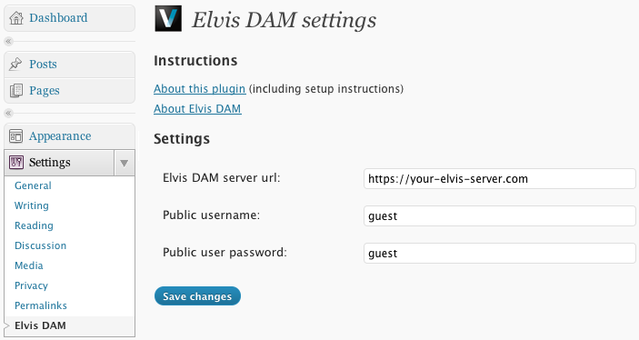 Dashboard
Posts
Pages
Appearance
Settings
General
Writing
Reading
Discussion
Media
Privacy
Permalinks
Elvis DAM
Elvis DAM settings
Instructions
About this plugin (including setup instructions)
About Elvis DAM
Settings
Elvis DAM server url: https://your-elvis-server.com
Public username: guest
Public user password: guest
Save changes